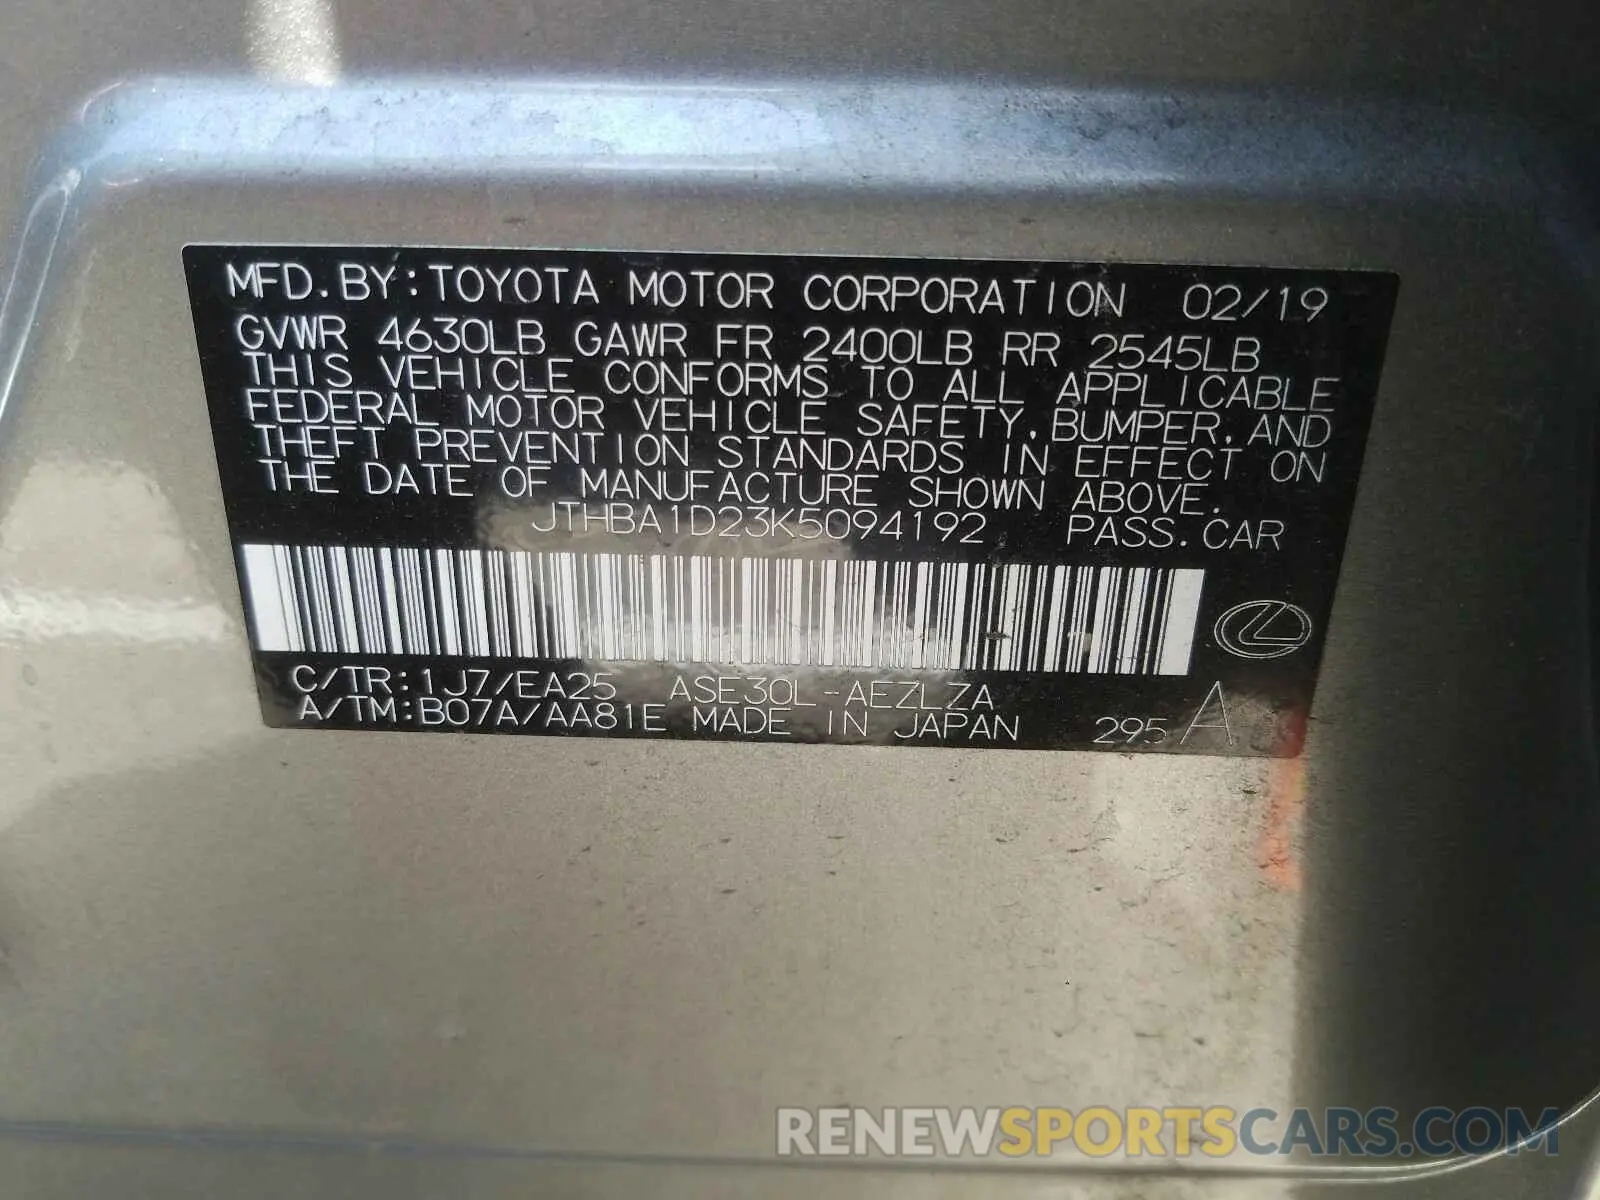 MFD.BY:TOYOTA MOTOR CORPORATION 02/19
GVWR 4630LB GAWR FR 2400LB RR 2545LB
THIS VEHICLE CONFORMS TO ALL APPLICABLE
FEDERAL MOTOR VEHICLE SAFETY,BUMPER,AND
THEFT PREVENTION STANDARDS IN EFFECT ON
THE DATE OF MANUFACTURE SHOWN ABOVE.
JTHBA1D23K5094192 PASS.CAR
C/TR:1J7/EA25 ASE30L-AEZLZA
A/TM:B07A/AA81E MADE IN JAPAN 295 A
RENEWSPORTSCARS.COM